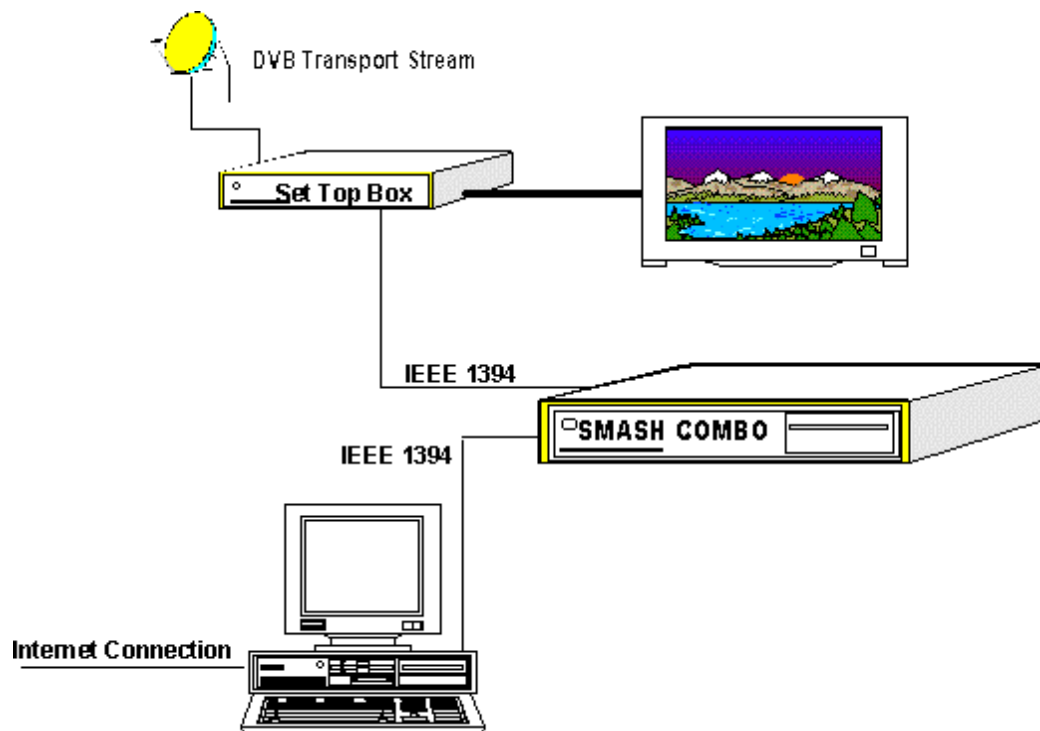 DVB Transport Stream
Set Top Box
IEEE 1394
SMASH COMBO
IEEE 1394
Internet Connection